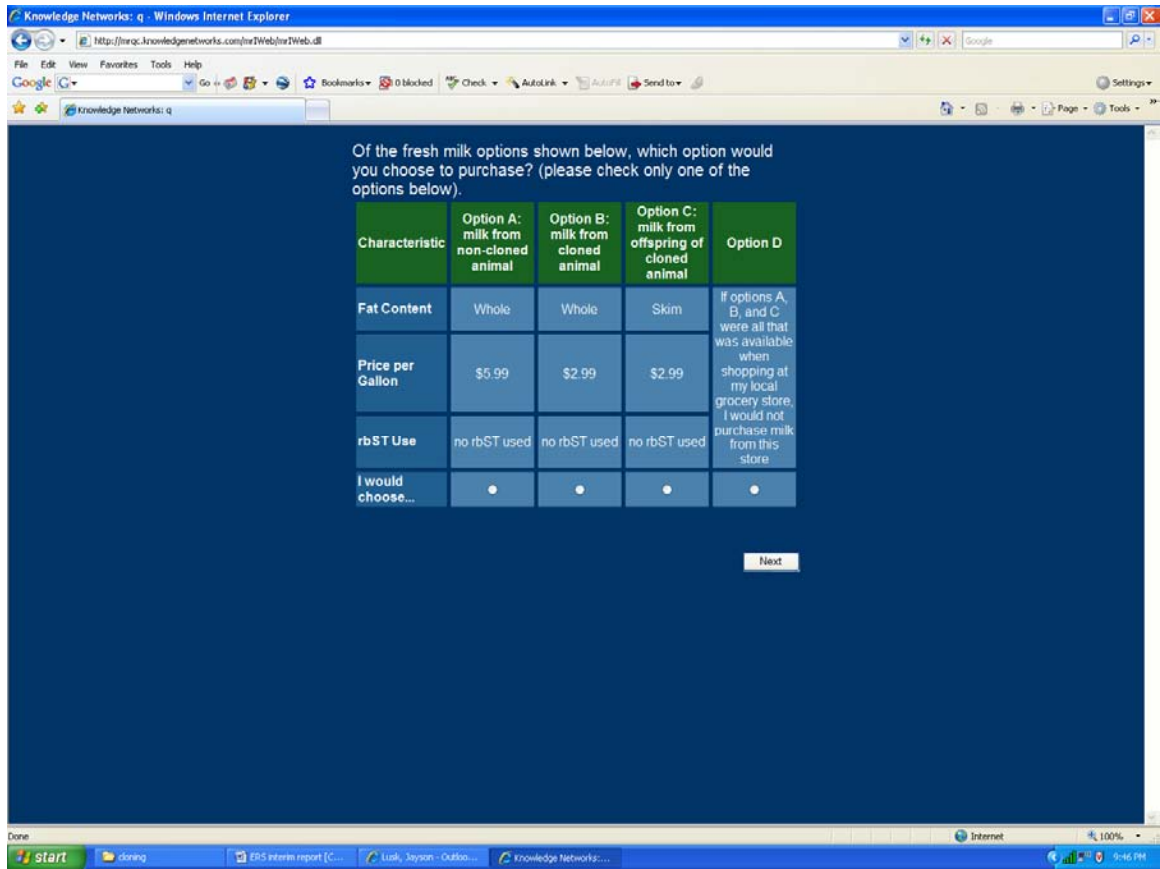 Knowledge Networks: q - Windows Internet Explorer
http://mrqc.knowledgenetworks.com/mrIWeb/mrIWeb.dll
Google
File Edit View Favorites Tools Help
Google G Go Bookmarks 0 blocked Check AutoLink AutoFill Send to Settings
Knowledge Networks: q Page Tools
Of the fresh milk options shown below, which option would
you choose to purchase? (please check only one of the
options below).
Characteristic
Option A:
milk from
non-cloned
animal
Option B:
milk from
cloned
animal
Option C:
milk from
offspring of
cloned
animal
Option D
Fat Content
Whole
Whole
Skim
If options A,
B, and C
were all that
was available
when
shopping at
my local
grocery store,
I would not
purchase milk
from this
store
Price per
Gallon
$5.99
$2.99
$2.99
rbST Use
no rbST used
no rbST used
no rbST used
I would
choose...
Next
Done Internet 100%
start cloning ERS interim report [C... Lusk, Jayson - Outloo... Knowledge Networks:... 9:46 PM